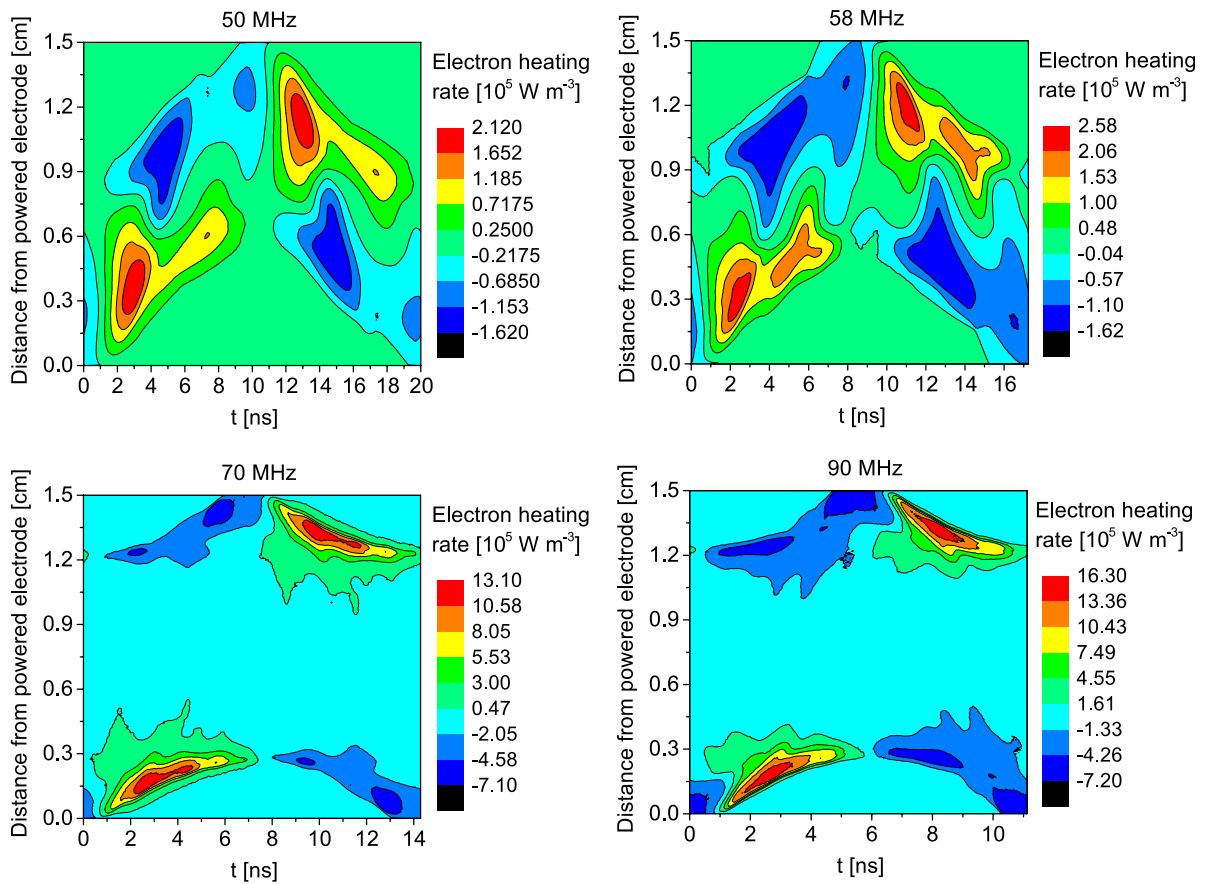 50 MHz
Distance from powered electrode [cm]
1.5
1.2
0.9
0.6
0.3
0.0
0 2 4 6 8 10 12 14 16 18 20
t [ns]
Electron heating
rate [10⁵ W m⁻³]
2.120
1.652
1.185
0.7175
0.2500
-0.2175
-0.6850
-1.153
-1.620
58 MHz
Distance from powered electrode [cm]
1.5
1.2
0.9
0.6
0.3
0.0
0 2 4 6 8 10 12 14 16
t [ns]
Electron heating
rate [10⁵ W m⁻³]
2.58
2.06
1.53
1.00
0.48
-0.04
-0.57
-1.10
-1.62
70 MHz
Distance from powered electrode [cm]
1.5
1.2
0.9
0.6
0.3
0.0
0 2 4 6 8 10 12 14
t [ns]
Electron heating
rate [10⁵ W m⁻³]
13.10
10.58
8.05
5.53
3.00
0.47
-2.05
-4.58
-7.10
90 MHz
Distance from powered electrode [cm]
1.5
1.2
0.9
0.6
0.3
0.0
0 2 4 6 8 10
t [ns]
Electron heating
rate [10⁵ W m⁻³]
16.30
13.36
10.43
7.49
4.55
1.61
-1.33
-4.26
-7.20